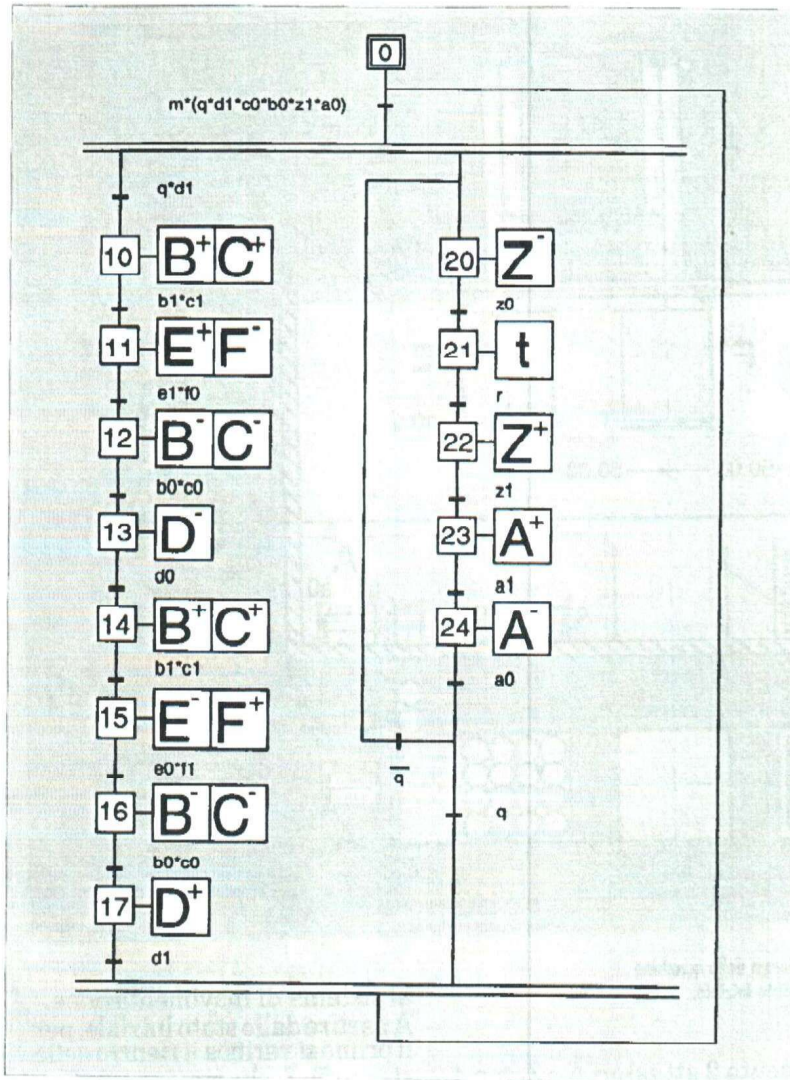 0
m*(q*d1*c0*b0*z1*a0)
q*d1
10 B+ C+
b1*c1
11 E+ F-
e1*f0
12 B- C-
b0*c0
13 D-
d0
14 B+ C+
b1*c1
15 E- F+
e0*f1
16 B- C-
b0*c0
17 D+
d1
20 Z-
z0
21 t
r
22 Z+
z1
23 A+
a1
24 A-
a0
q̅
q